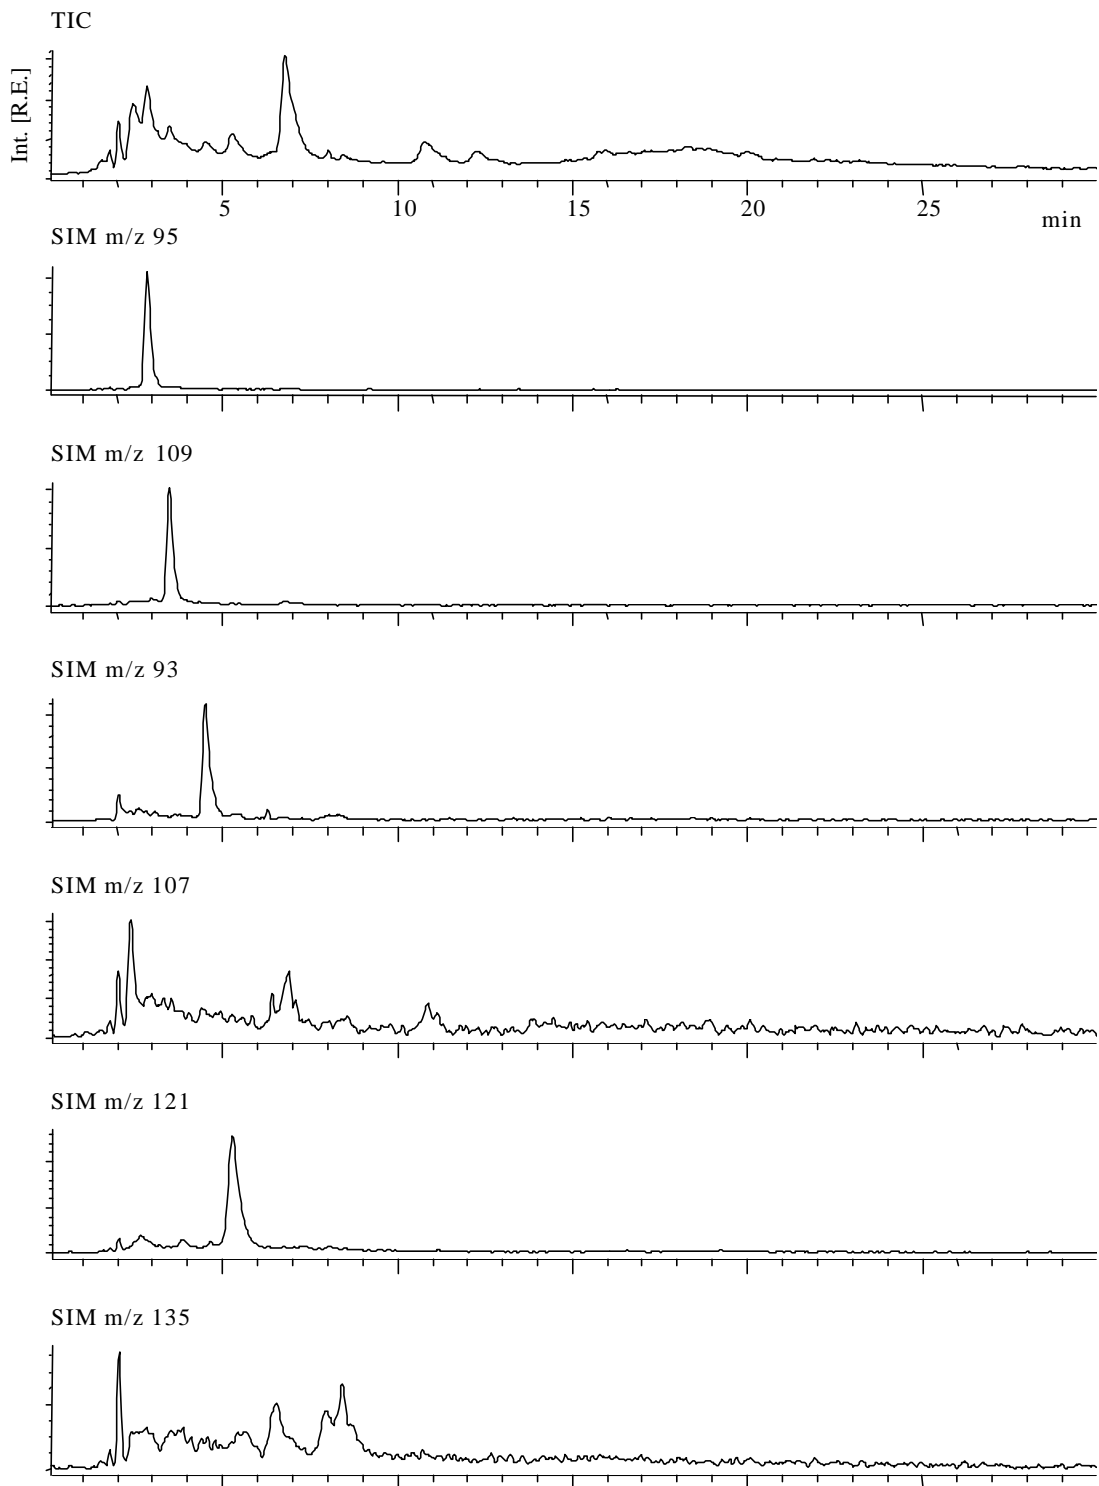 TIC
Int. [R.E.]
5 10 15 20 25 min
SIM m/z 95
SIM m/z 109
SIM m/z 93
SIM m/z 107
SIM m/z 121
SIM m/z 135